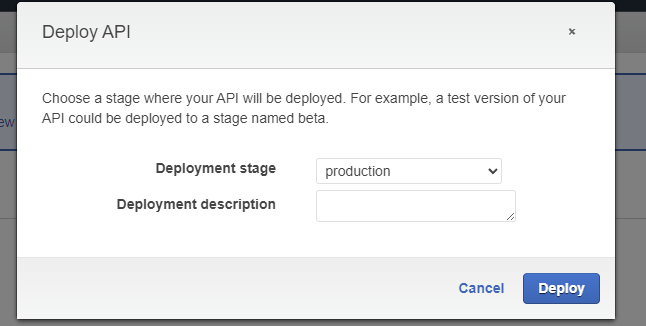 Deploy API
×
ew
Choose a stage where your API will be deployed. For example, a test version of your
API could be deployed to a stage named beta.
Deployment stage
production
Deployment description
Cancel
Deploy